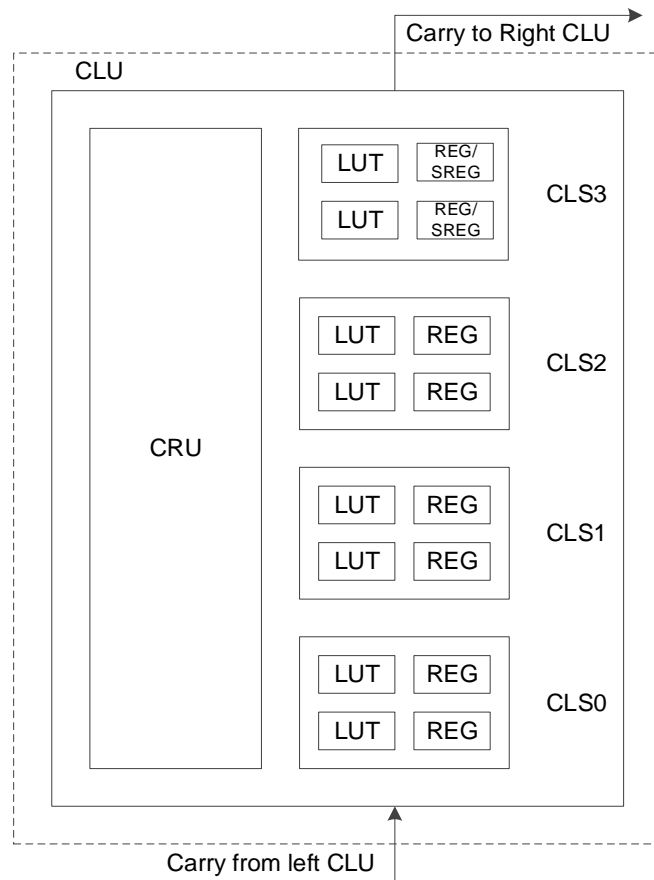 Carry to Right CLU
CLU
LUT
REG/
SREG
LUT
REG/
SREG
CLS3
LUT REG
LUT REG
CLS2
CRU
LUT REG
LUT REG
CLS1
LUT REG
LUT REG
CLS0
Carry from left CLU